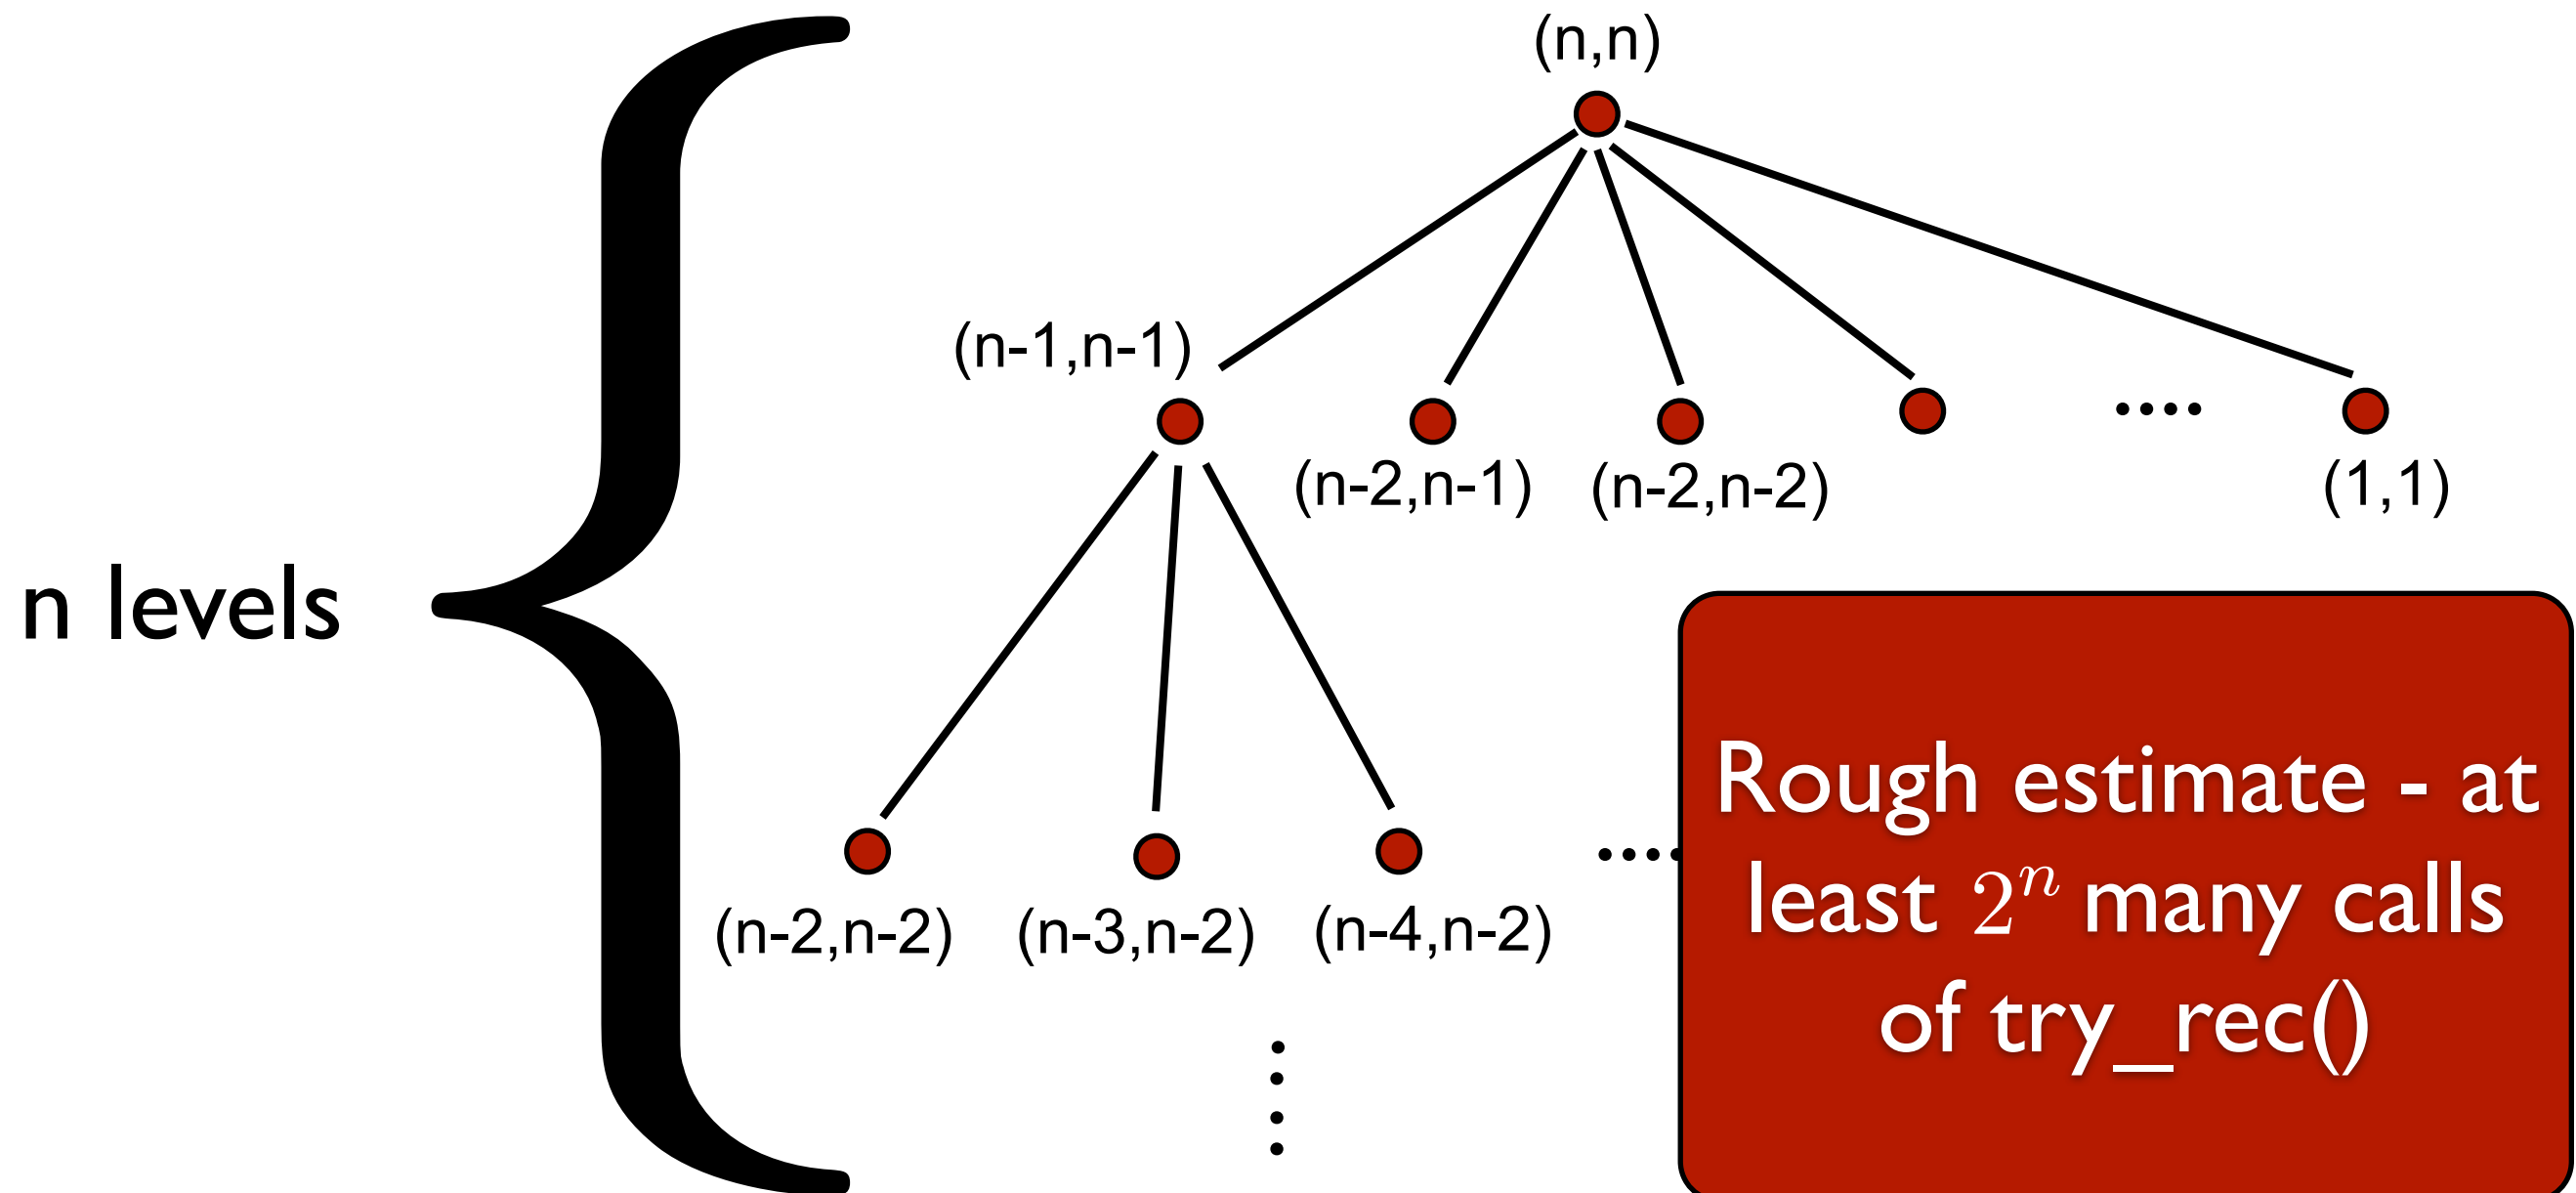 (n,n)
(n-1,n-1)
(n-2,n-1) (n-2,n-2) (1,1)
....
n levels
(n-2,n-2) (n-3,n-2) (n-4,n-2)
....
Rough estimate - at
least 2^n many calls
of try_rec()